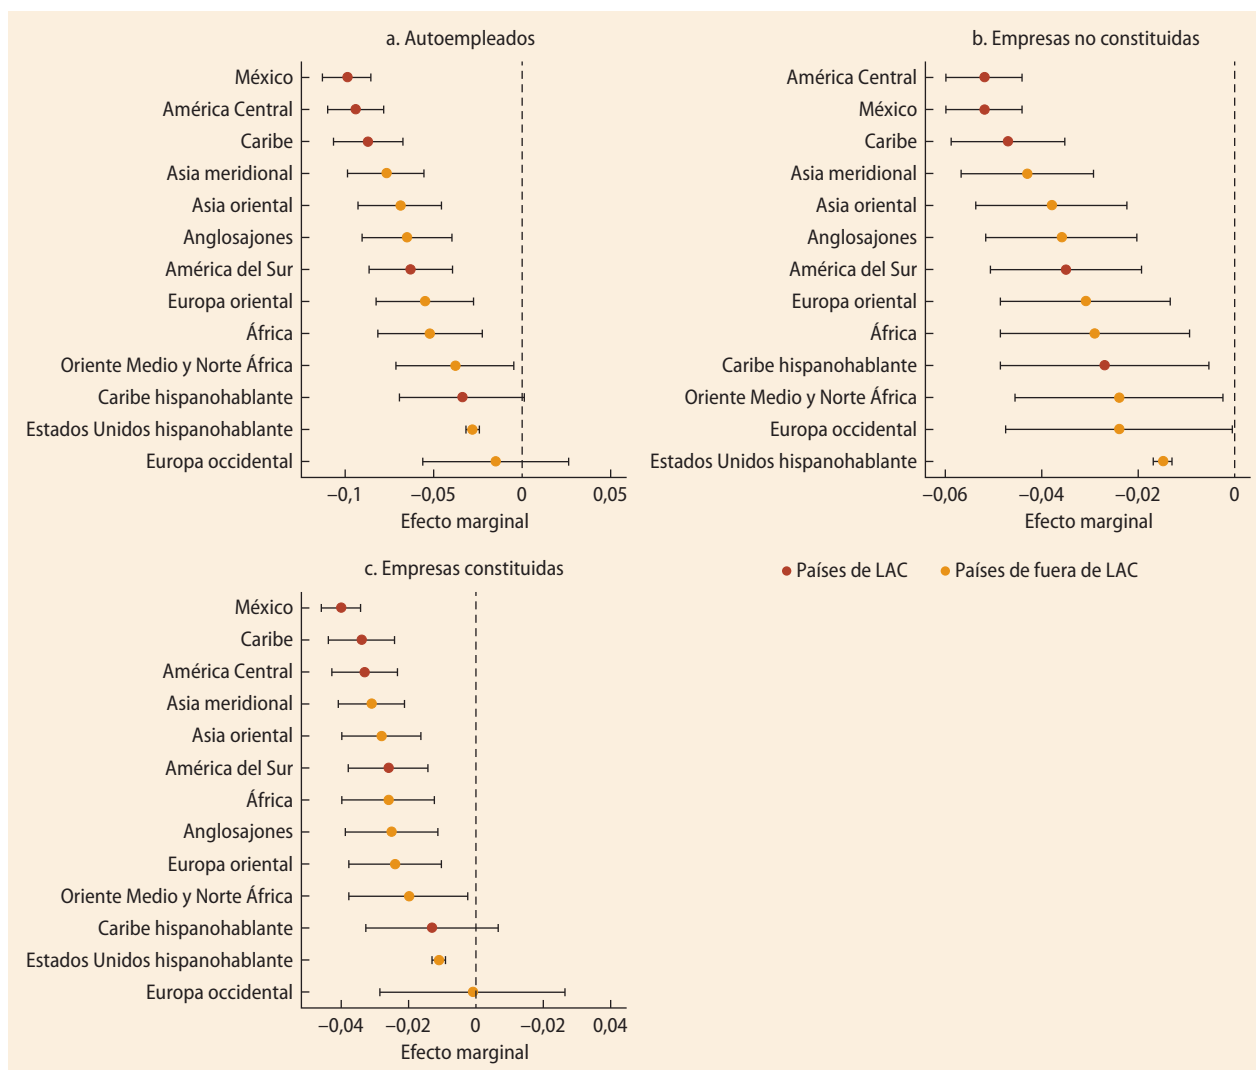 a. Autoempleados
México
América Central
Caribe
Asia meridional
Asia oriental
Anglosajones
América del Sur
Europa oriental
África
Oriente Medio y Norte África
Caribe hispanohablante
Estados Unidos hispanohablante
Europa occidental
−0,1 −0,05 0 0,05
Efecto marginal
b. Empresas no constituidas
América Central
México
Caribe
Asia meridional
Asia oriental
Anglosajones
América del Sur
Europa oriental
África
Caribe hispanohablante
Oriente Medio y Norte África
Europa occidental
Estados Unidos hispanohablante
−0,06 −0,04 −0,02 0
Efecto marginal
c. Empresas constituidas
México
Caribe
América Central
Asia meridional
Asia oriental
América del Sur
África
Anglosajones
Europa oriental
Oriente Medio y Norte África
Caribe hispanohablante
Estados Unidos hispanohablante
Europa occidental
−0,04 −0,02 0 −0,02 0,04
Efecto marginal
Países de LAC Países de fuera de LAC